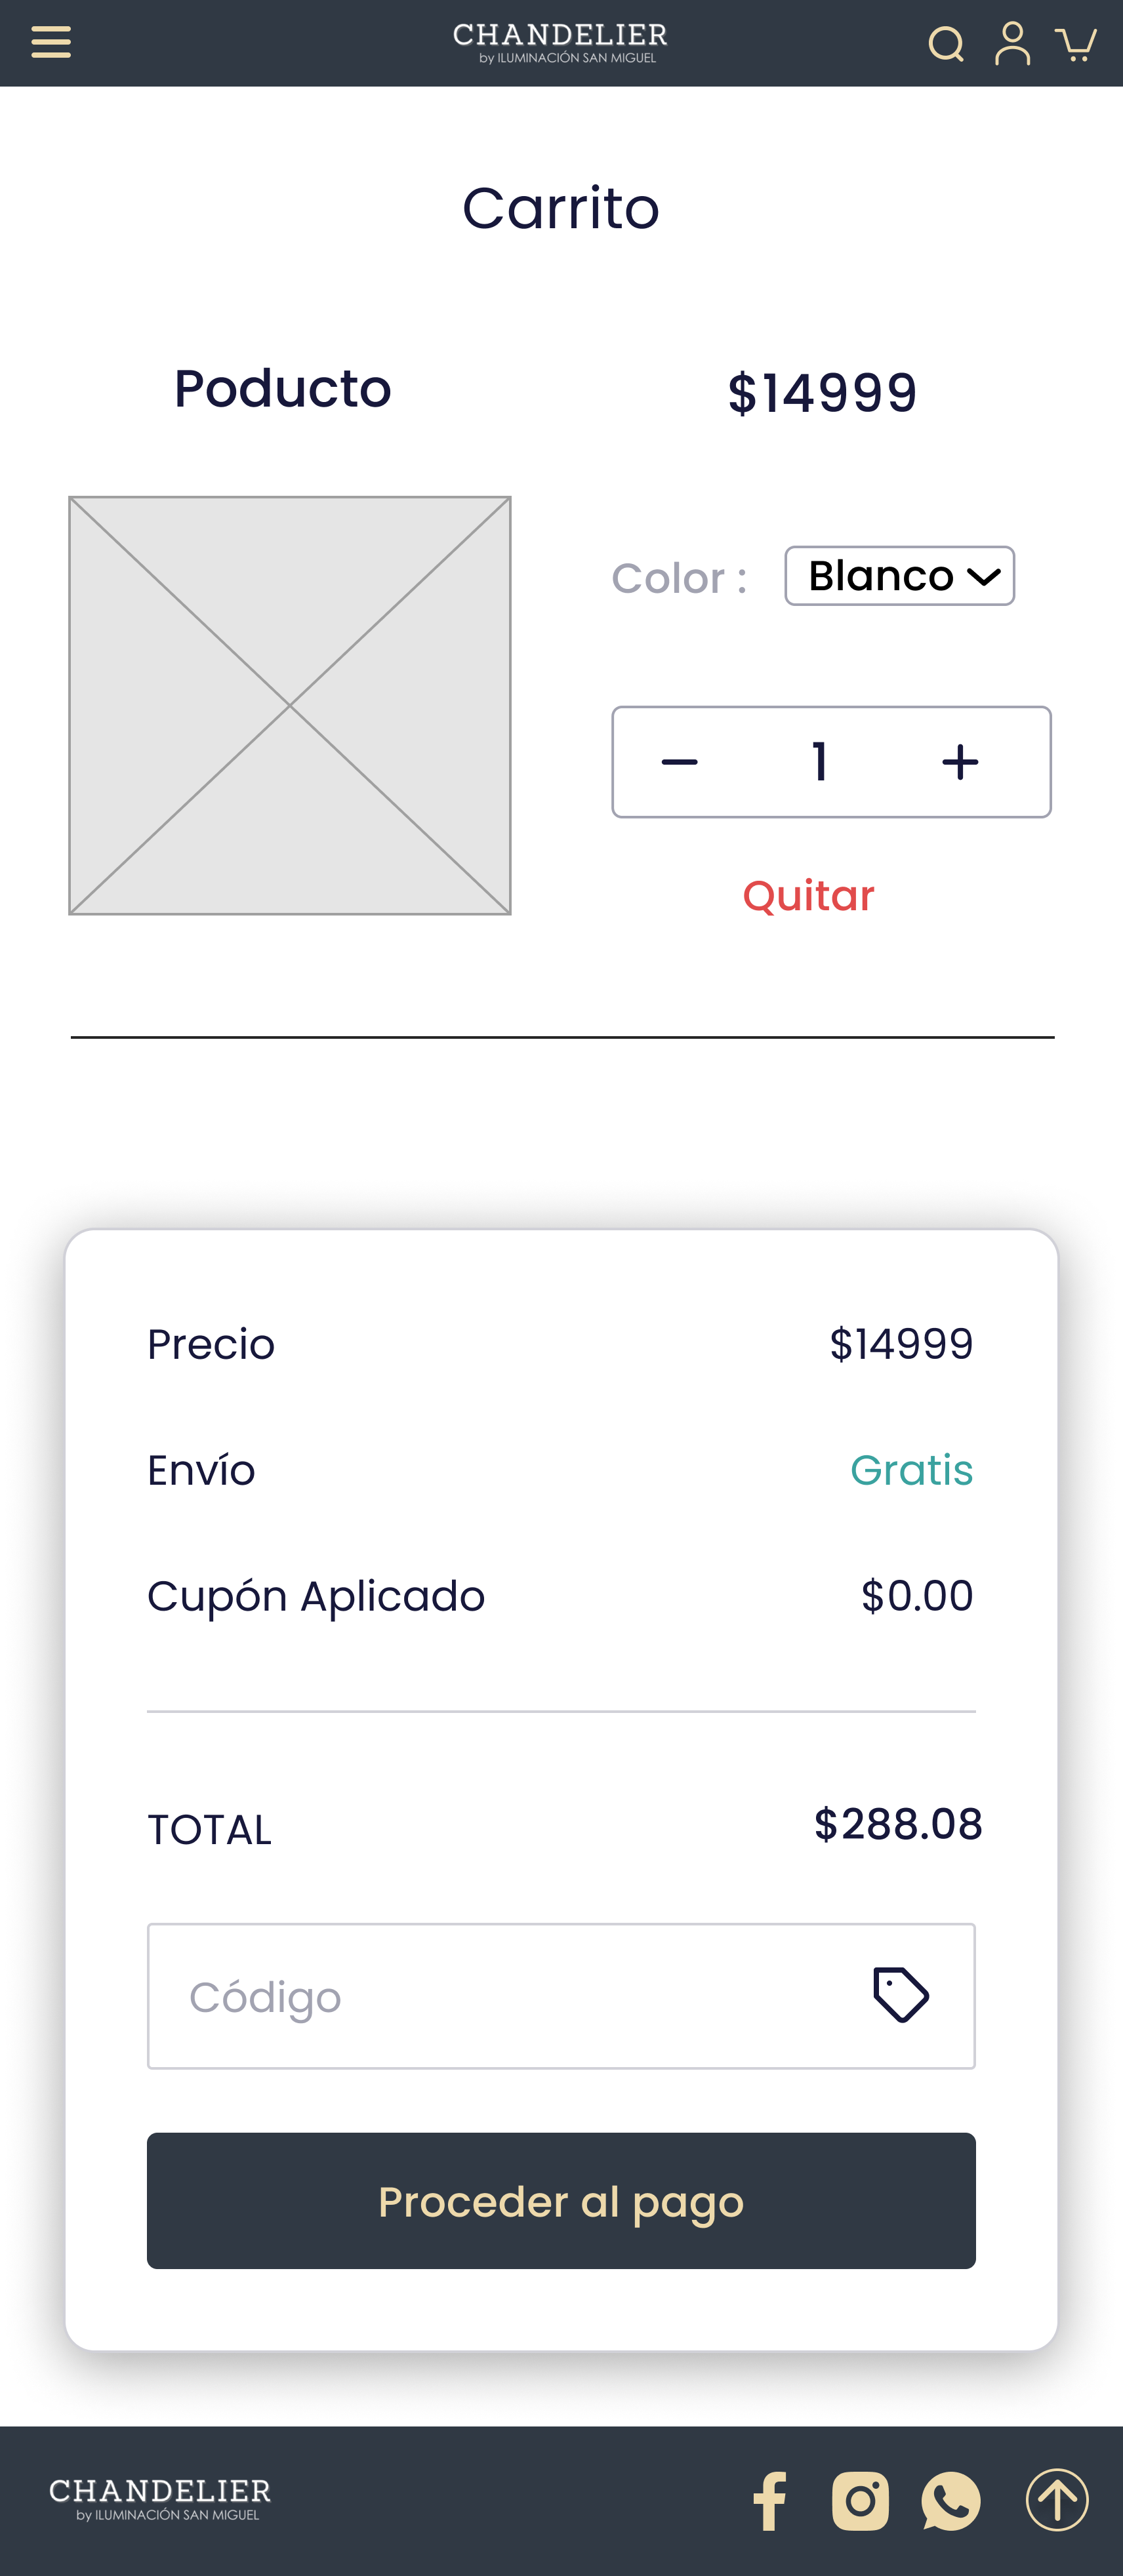 CHANDELIER
by ILUMINACIÓN SAN MIGUEL
Carrito
Poducto
$14999
Color :
Blanco
1
Quitar
Precio
$14999
Envío
Gratis
Cupón Aplicado
$0.00
TOTAL
$288.08
Código
Proceder al pago
CHANDELIER
by ILUMINACIÓN SAN MIGUEL